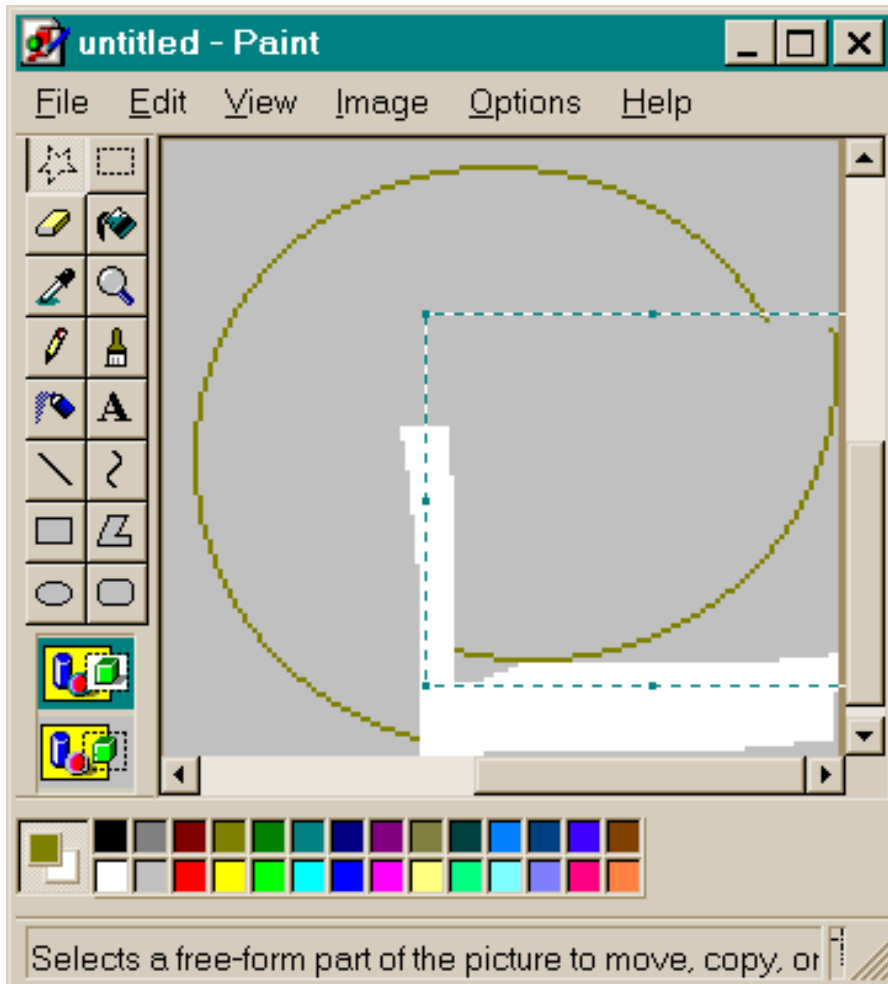 untitled - Paint
File Edit View Image Options Help
A
Selects a free-form part of the picture to move, copy, or